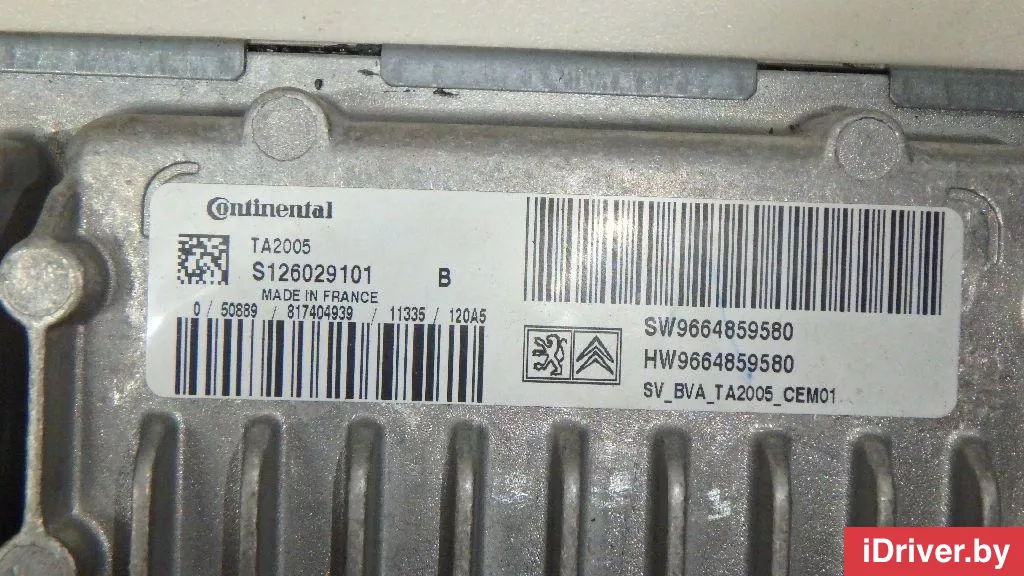 Continental
TA2005
S126029101 B
MADE IN FRANCE
0 / 50889 / 817404939 / 11335 / 120A5
SW9664859580
HW9664859580
SV_BVA_TA2005_CEM01
iDriver.by